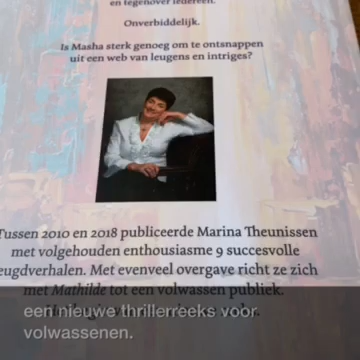 en tegenover iedereen.
Onverbiddelijk.
Is Masha sterk genoeg om te ontsnappen
uit een web van leugens en intriges?
Tussen 2010 en 2018 publiceerde Marina Theunissen
met volgehouden enthousiasme 9 succesvolle
eugdverhalen. Met evenveel overgave richt ze zich
met Mathilde tot een volwassen publiek.
een nieuwe thrillerreeks voor
volwassenen.